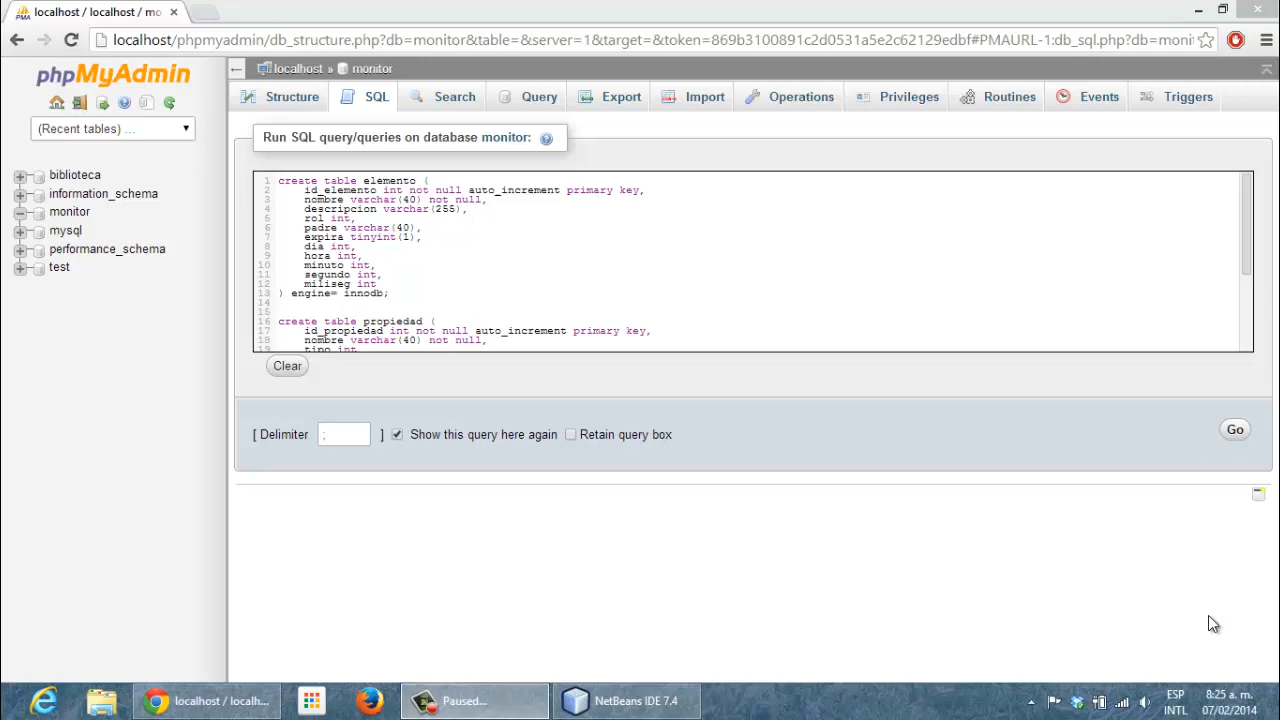 localhost / localhost / mo
localhost/phpmyadmin/db_structure.php?db=monitor&table=&server=1&target=&token=869b3100891c2d0531a5e2c62129edbf#PMAURL-1:db_sql.php?db=moni
phpMyAdmin
(Recent tables) ...
biblioteca
information_schema
monitor
mysql
performance_schema
test
localhost » monitor
Structure SQL Search Query Export Import Operations Privileges Routines Events Triggers
Run SQL query/queries on database monitor:
1 create table elemento (
2 id_elemento int not null auto_increment primary key,
3 nombre varchar(40) not null,
4 descripcion varchar(255),
5 rol int,
6 padre varchar(40),
7 expira tinyint(1),
8 dia int,
9 hora int,
10 minuto int,
11 segundo int,
12 miliseg int
13 ) engine= innodb;
14
15
16 create table propiedad (
17 id_propiedad int not null auto_increment primary key,
18 nombre varchar(40) not null,
19 tipo int
Clear
[ Delimiter ; ] Show this query here again Retain query box
Go
localhost / localh...
Paused...
NetBeans IDE 7.4
ESP
INTL
8:25 a. m.
07/02/2014